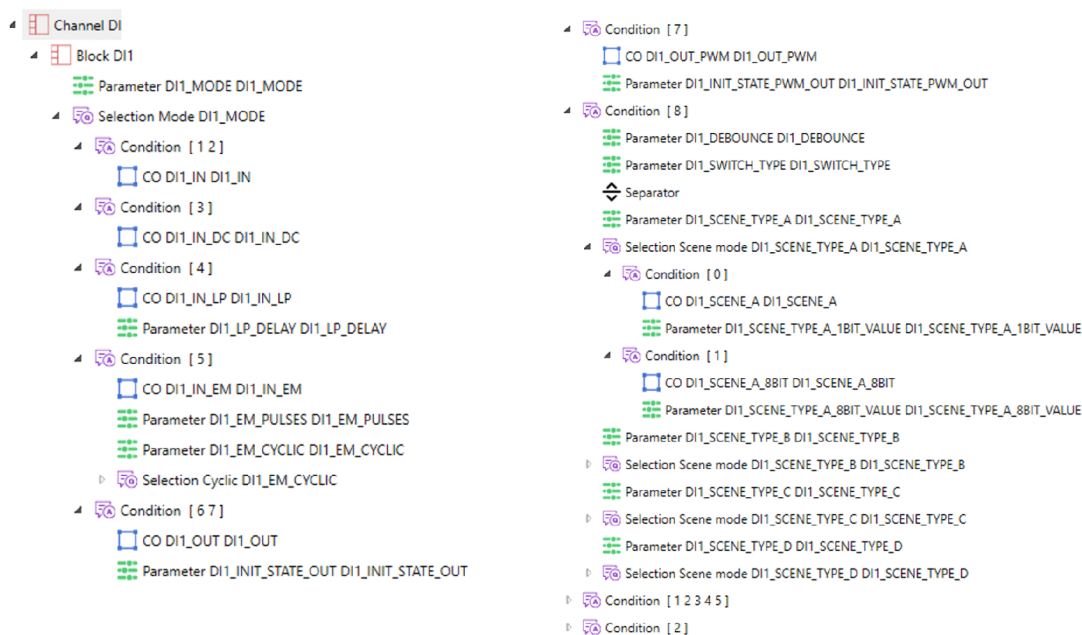 Channel DI
Block DI1
Parameter DI1_MODE DI1_MODE
Selection Mode DI1_MODE
Condition [ 1 2 ]
CO DI1_IN DI1_IN
Condition [ 3 ]
CO DI1_IN_DC DI1_IN_DC
Condition [ 4 ]
CO DI1_IN_LP DI1_IN_LP
Parameter DI1_LP_DELAY DI1_LP_DELAY
Condition [ 5 ]
CO DI1_IN_EM DI1_IN_EM
Parameter DI1_EM_PULSES DI1_EM_PULSES
Parameter DI1_EM_CYCLIC DI1_EM_CYCLIC
Selection Cyclic DI1_EM_CYCLIC
Condition [ 6 7 ]
CO DI1_OUT DI1_OUT
Parameter DI1_INIT_STATE_OUT DI1_INIT_STATE_OUT
Condition [ 7 ]
CO DI1_OUT_PWM DI1_OUT_PWM
Parameter DI1_INIT_STATE_PWM_OUT DI1_INIT_STATE_PWM_OUT
Condition [ 8 ]
Parameter DI1_DEBOUNCE DI1_DEBOUNCE
Parameter DI1_SWITCH_TYPE DI1_SWITCH_TYPE
Separator
Parameter DI1_SCENE_TYPE_A DI1_SCENE_TYPE_A
Selection Scene mode DI1_SCENE_TYPE_A DI1_SCENE_TYPE_A
Condition [ 0 ]
CO DI1_SCENE_A DI1_SCENE_A
Parameter DI1_SCENE_TYPE_A_1BIT_VALUE DI1_SCENE_TYPE_A_1BIT_VALUE
Condition [ 1 ]
CO DI1_SCENE_A_8BIT DI1_SCENE_A_8BIT
Parameter DI1_SCENE_TYPE_A_8BIT_VALUE DI1_SCENE_TYPE_A_8BIT_VALUE
Parameter DI1_SCENE_TYPE_B DI1_SCENE_TYPE_B
Selection Scene mode DI1_SCENE_TYPE_B DI1_SCENE_TYPE_B
Parameter DI1_SCENE_TYPE_C DI1_SCENE_TYPE_C
Selection Scene mode DI1_SCENE_TYPE_C DI1_SCENE_TYPE_C
Parameter DI1_SCENE_TYPE_D DI1_SCENE_TYPE_D
Selection Scene mode DI1_SCENE_TYPE_D DI1_SCENE_TYPE_D
Condition [ 1 2 3 4 5 ]
Condition [ 2 ]